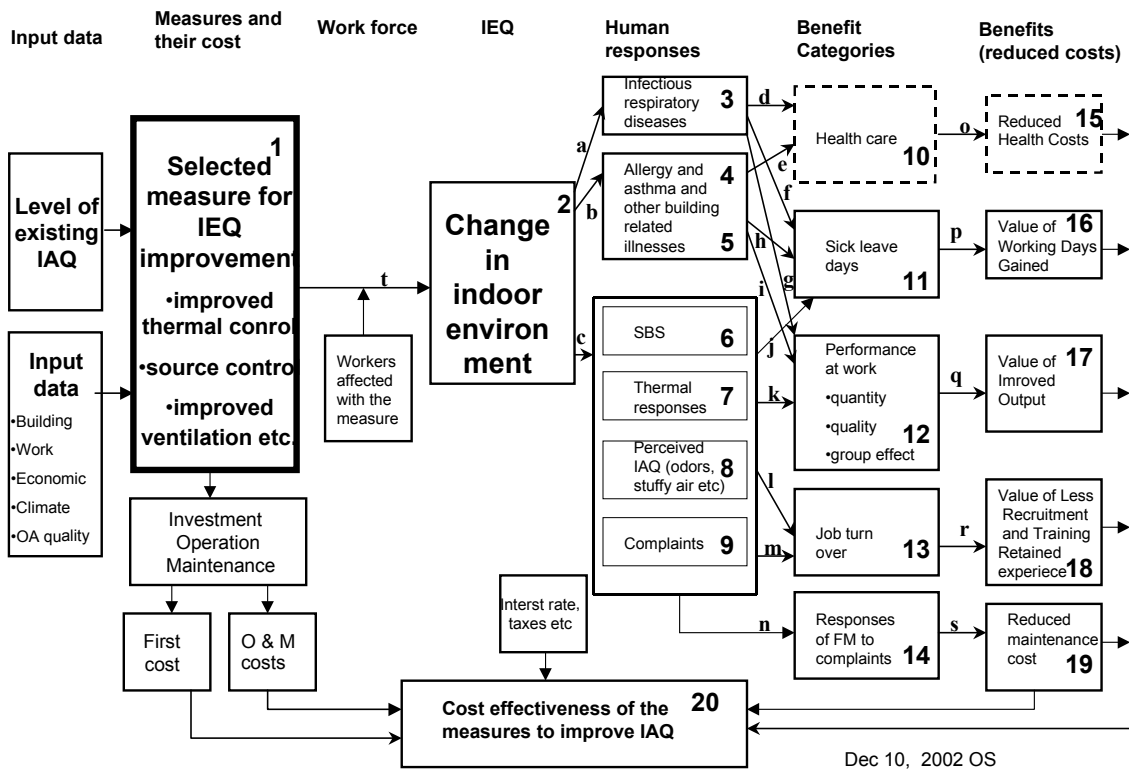 Input data
Measures and
their cost
Work force
IEQ
Human
responses
Benefit
Categories
Benefits
(reduced costs)
Level of
existing
IAQ
Input
data
•Building
•Work
•Economic
•Climate
•OA quality
1
Selected
measure for
IEQ
improvement
•improved
thermal conrol
•source control
•improved
ventilation etc.
Investment
Operation
Maintenance
First
cost
O & M
costs
t
Workers
affected
with the
measure
2
Change
in
indoor
environ
ment
a
b
c
Infectious
respiratory
diseases
3
Allergy and
asthma and
other building
related
illnesses
4
5
SBS
6
Thermal
responses
7
Perceived
IAQ (odors,
stuffy air etc)
8
Complaints
9
d
e
f
h
g
i
j
k
l
m
n
Health care
10
Sick leave
days
11
Performance
at work
•quantity
•quality
•group effect
12
Job turn
over
13
Responses
of FM to
complaints
14
o
p
q
r
s
Reduced
Health Costs
15
Value of
Working Days
Gained
16
Value of
Imroved
Output
17
Value of Less
Recruitment
and Training
Retained
experiece
18
Reduced
maintenance
cost
19
Interst rate,
taxes etc
Cost effectiveness of the
measures to improve IAQ
20
Dec 10, 2002 OS